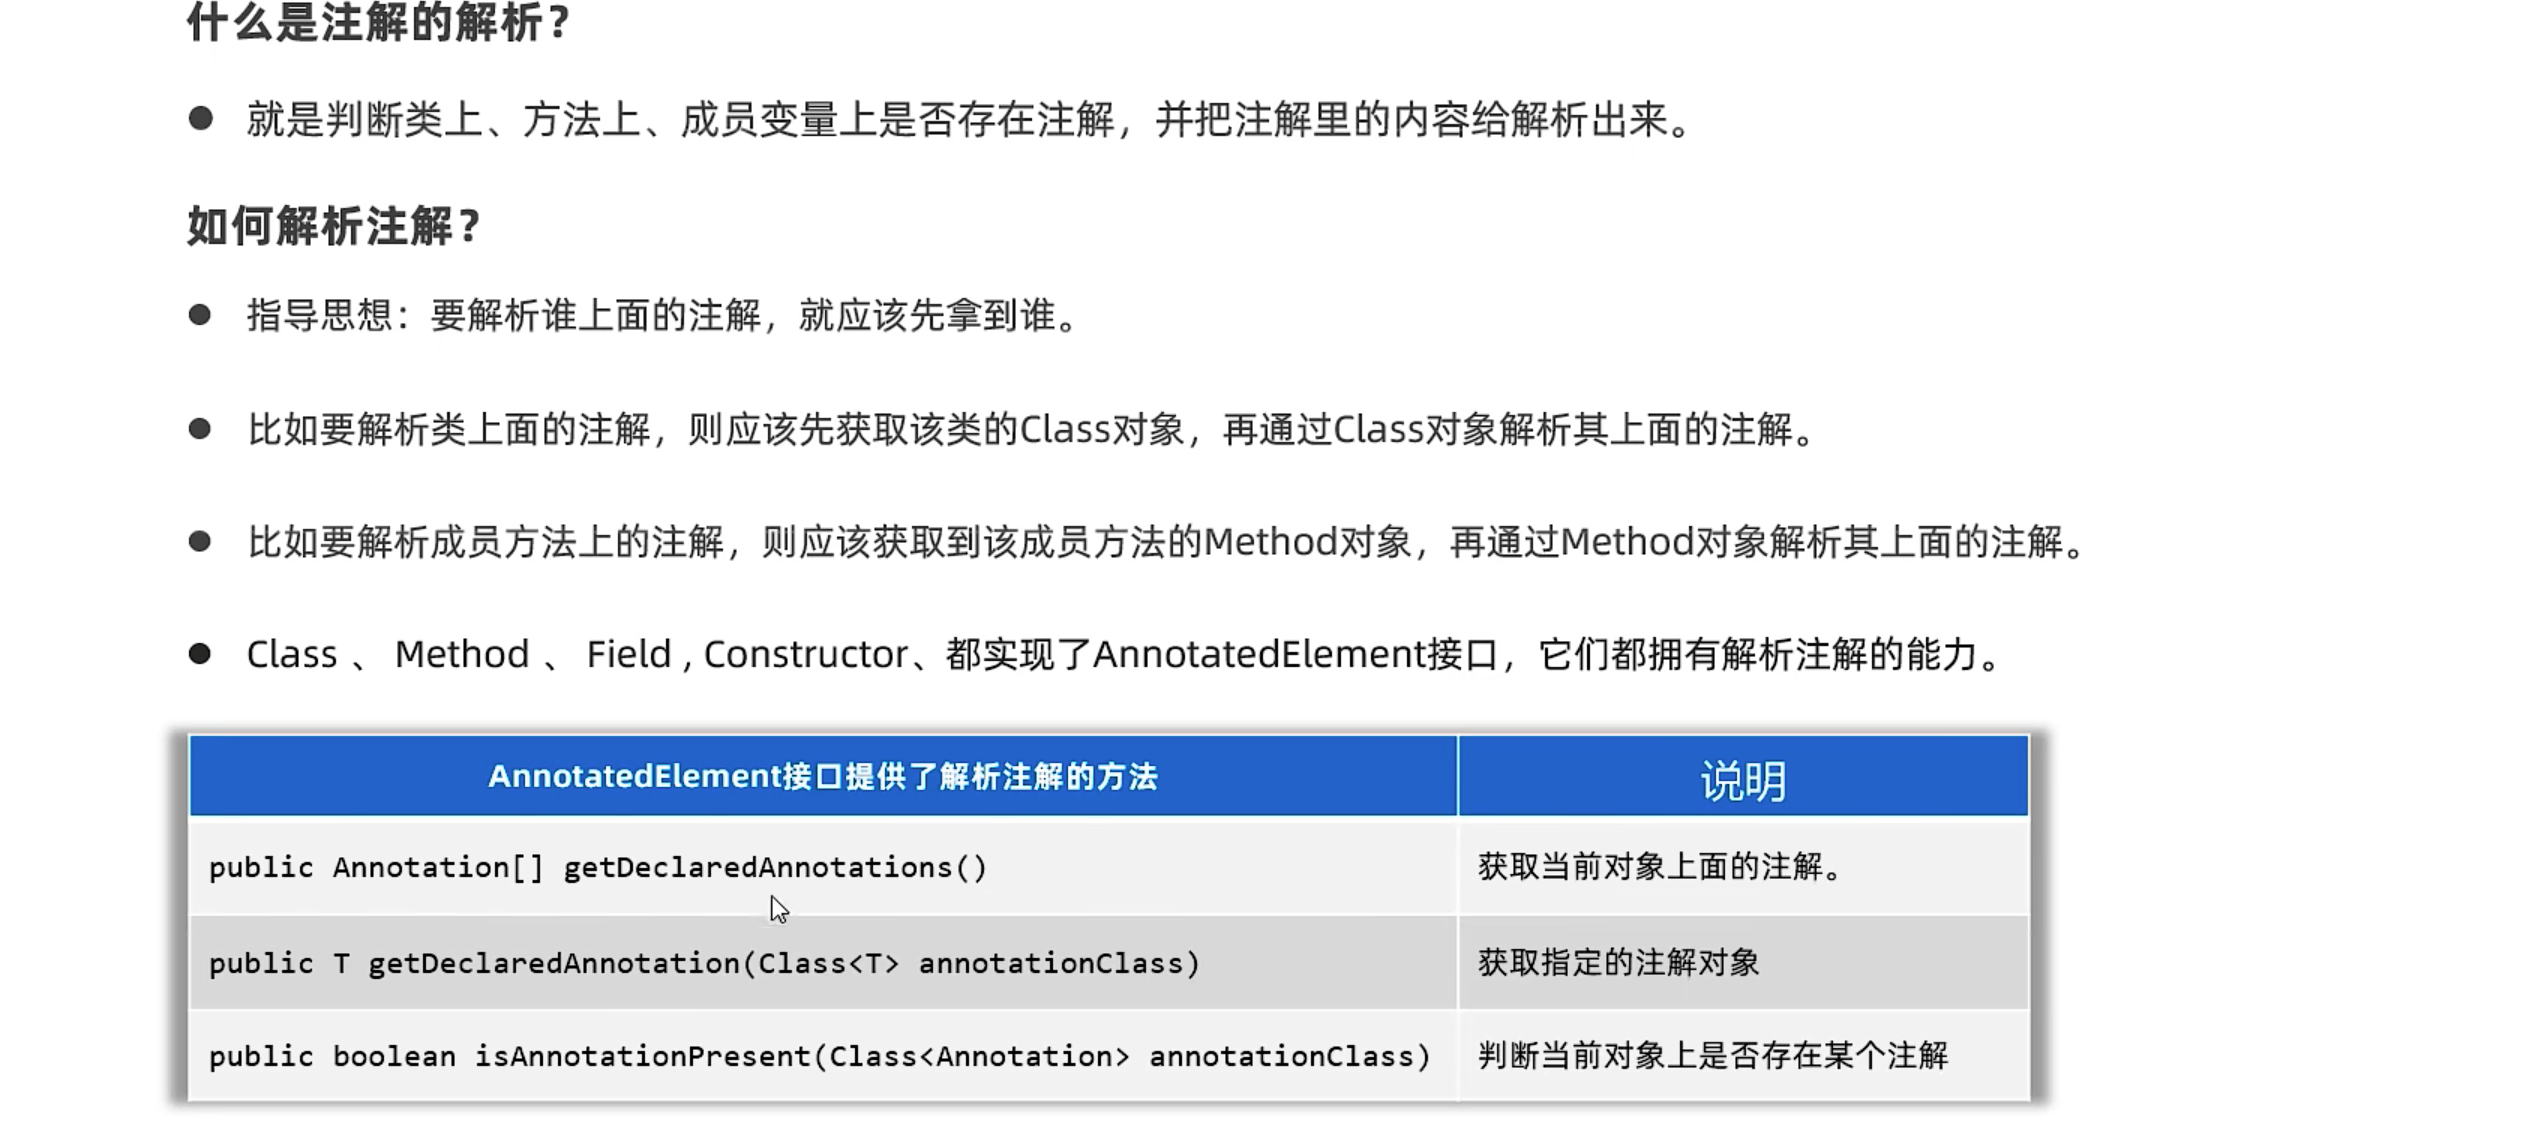 什么是注解的解析？
● 就是判断类上、方法上、成员变量上是否存在注解，并把注解里的内容给解析出来。
如何解析注解？
● 指导思想：要解析谁上面的注解，就应该先拿到谁。
● 比如要解析类上面的注解，则应该先获取该类的Class对象，再通过Class对象解析其上面的注解。
● 比如要解析成员方法上的注解，则应该获取到该成员方法的Method对象，再通过Method对象解析其上面的注解。
● Class 、 Method 、 Field , Constructor、都实现了AnnotatedElement接口，它们都拥有解析注解的能力。
AnnotatedElement接口提供了解析注解的方法 说明
public Annotation[] getDeclaredAnnotations() 获取当前对象上面的注解。
public T getDeclaredAnnotation(Class<T> annotationClass) 获取指定的注解对象
public boolean isAnnotationPresent(Class<Annotation> annotationClass) 判断当前对象上是否存在某个注解